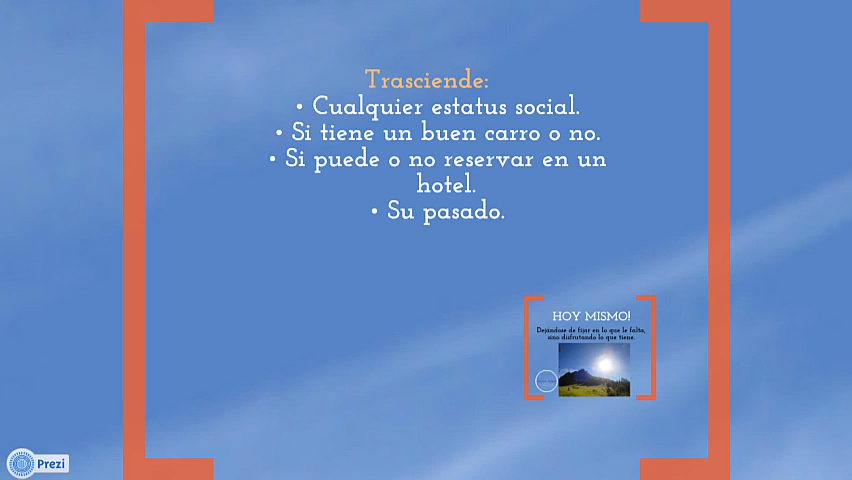 Trasciende:
• Cualquier estatus social.
• Si tiene un buen carro o no.
• Si puede o no reservar en un
hotel.
• Su pasado.
HOY MISMO!
Dejándose de fijar en lo que le falta,
sino disfrutando lo que tiene.
Prezi